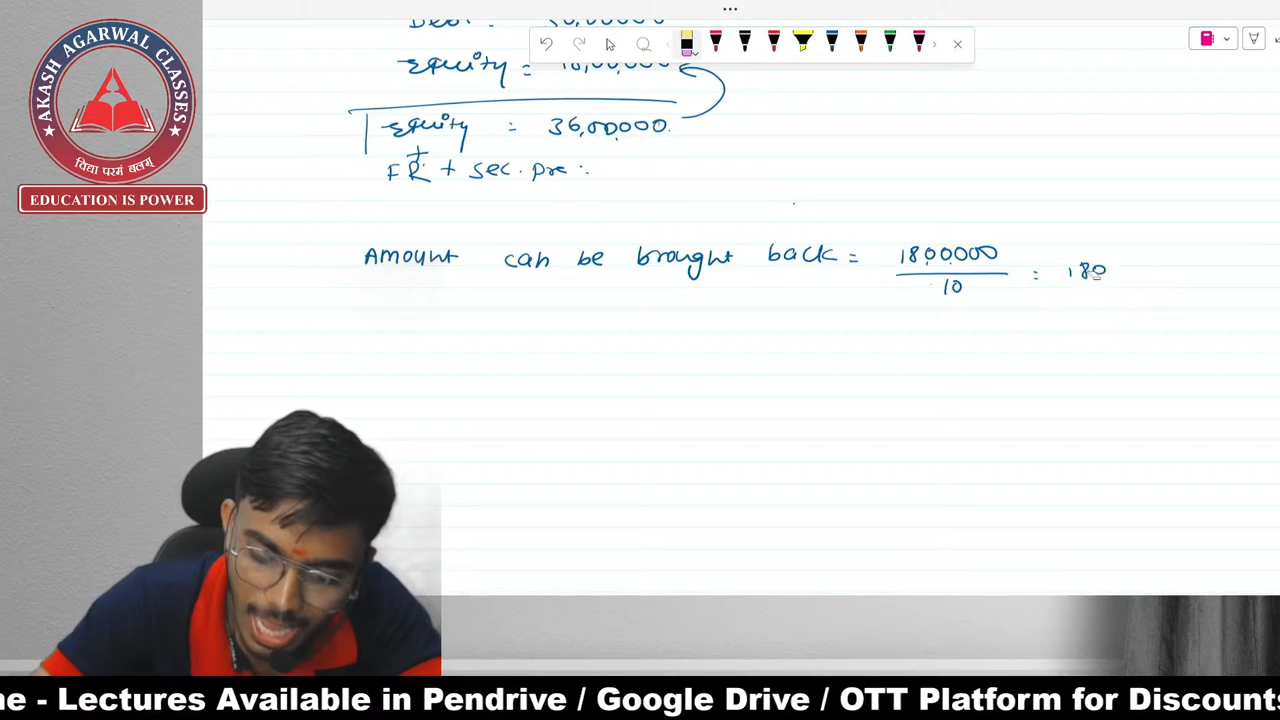 ...
equity =
equity : 36,00,000.
+
FR + sec. pre :-
Amount can be brought back = 18,00,000 / 10 = 180
AKASH AGARWAL CLASSES
विद्या परमं बलम्
EDUCATION IS POWER
ne - Lectures Available in Pendrive / Google Drive / OTT Platform for Discounts